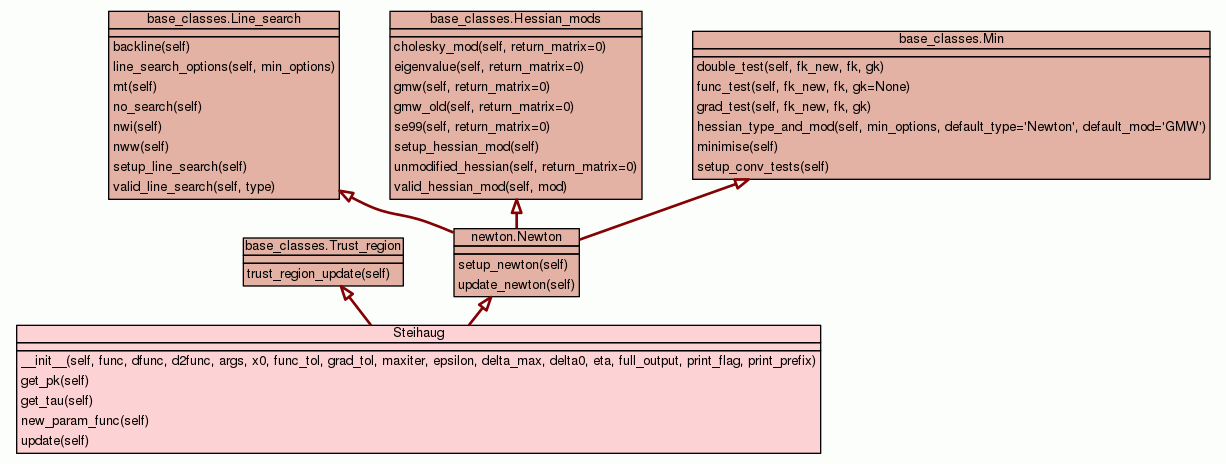 base_classes.Line_search
backline(self)
line_search_options(self, min_options)
mt(self)
no_search(self)
nwi(self)
nww(self)
setup_line_search(self)
valid_line_search(self, type)
base_classes.Hessian_mods
cholesky_mod(self, return_matrix=0)
eigenvalue(self, return_matrix=0)
gmw(self, return_matrix=0)
gmw_old(self, return_matrix=0)
se99(self, return_matrix=0)
setup_hessian_mod(self)
unmodified_hessian(self, return_matrix=0)
valid_hessian_mod(self, mod)
base_classes.Min
double_test(self, fk_new, fk, gk)
func_test(self, fk_new, fk, gk=None)
grad_test(self, fk_new, fk, gk)
hessian_type_and_mod(self, min_options, default_type='Newton', default_mod='GMW')
minimise(self)
setup_conv_tests(self)
base_classes.Trust_region
trust_region_update(self)
newton.Newton
setup_newton(self)
update_newton(self)
Steihaug
__init__(self, func, dfunc, d2func, args, x0, func_tol, grad_tol, maxiter, epsilon, delta_max, delta0, eta, full_output, print_flag, print_prefix)
get_pk(self)
get_tau(self)
new_param_func(self)
update(self)